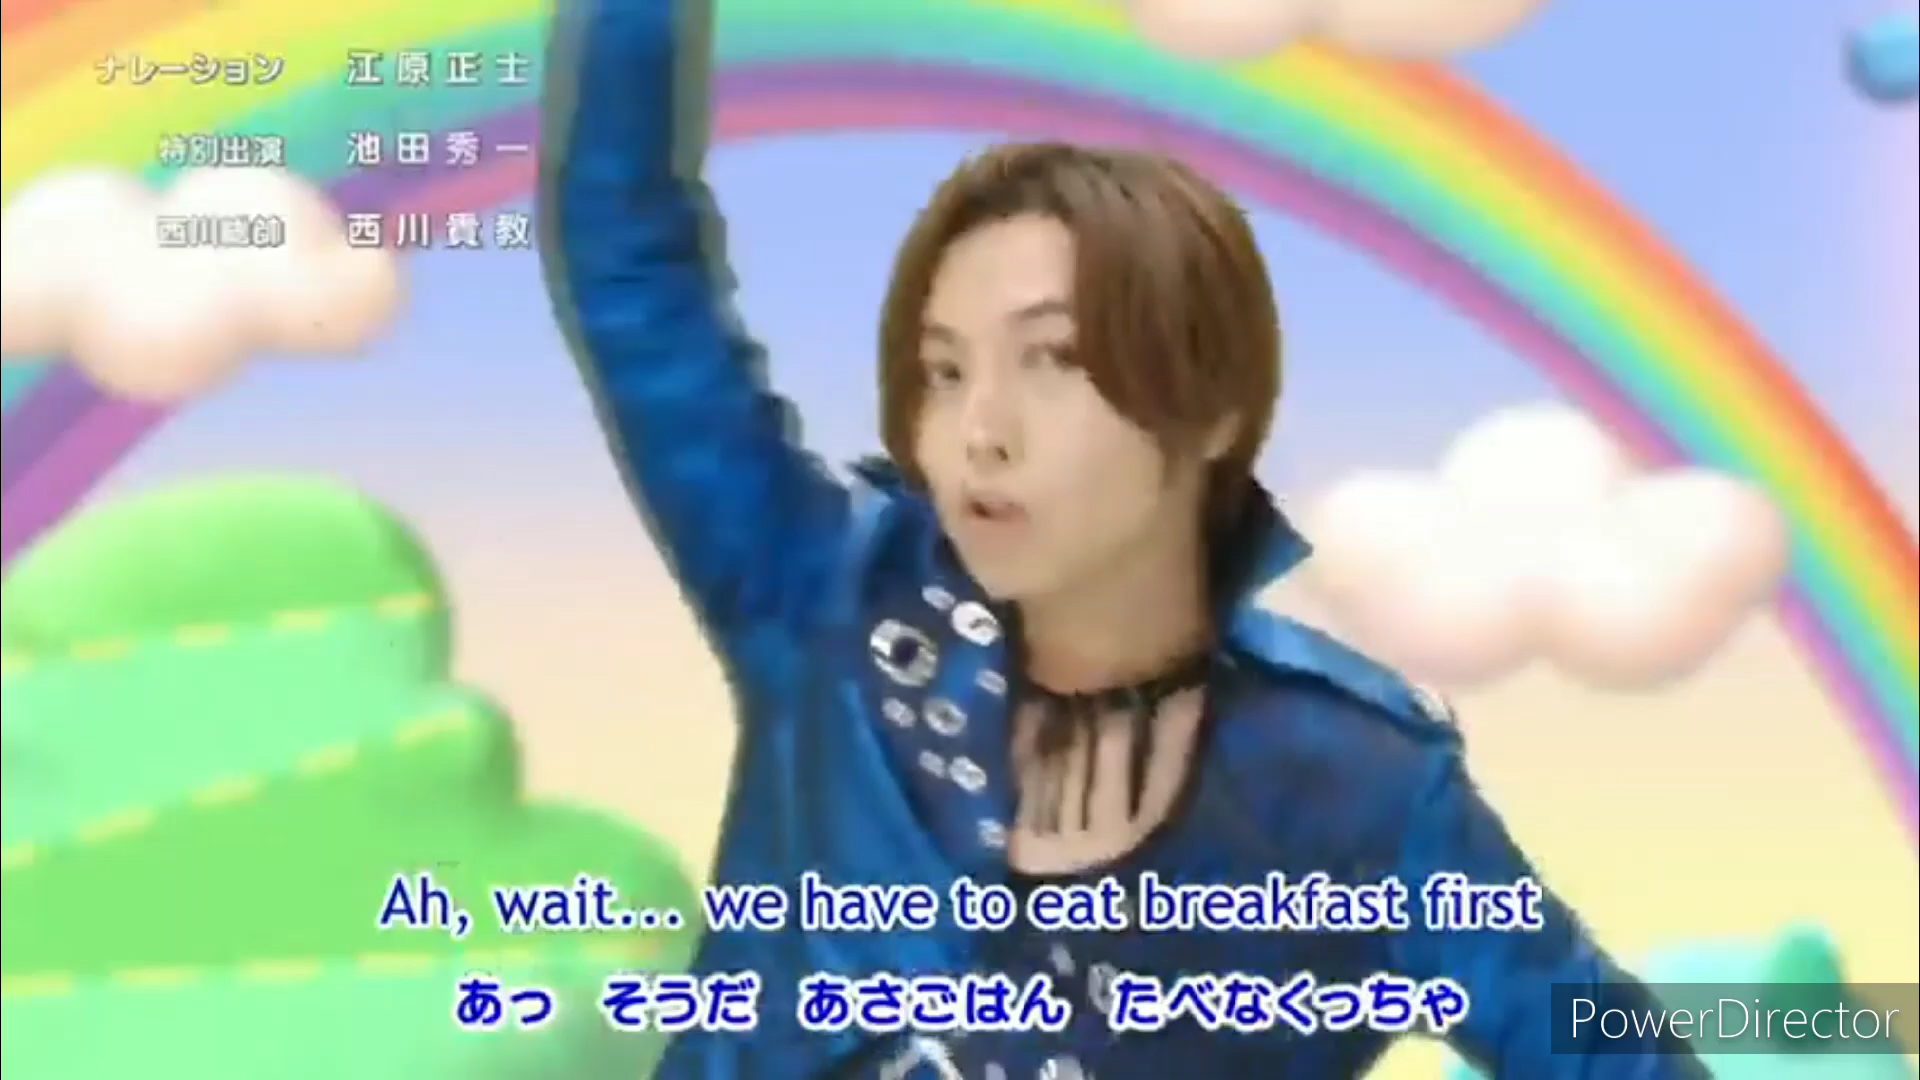 ナレーション 江原正士
特別出演 池田秀一
西川貴教
Ah, wait... we have to eat breakfast first
あっ そうだ あさごはん たべなくっちゃ
PowerDirector